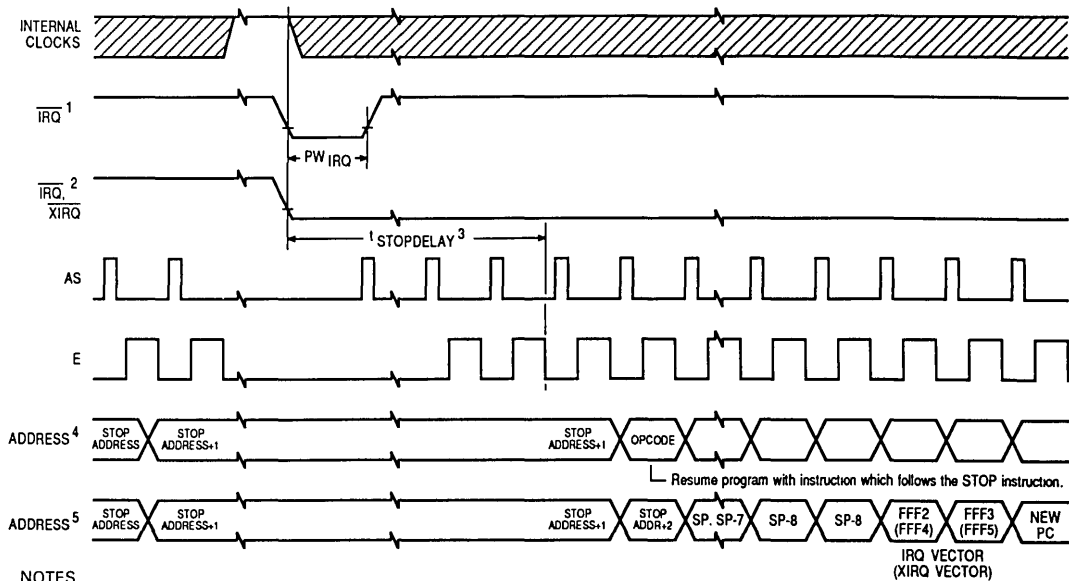 INTERNAL
CLOCKS
IRQ 1
PW IRQ
IRQ, 2
XIRQ
t STOPDELAY 3
AS
E
ADDRESS 4
STOP
ADDRESS
STOP
ADDRESS+1
STOP
ADDRESS+1
OPCODE
Resume program with instruction which follows the STOP instruction.
ADDRESS 5
STOP
ADDRESS
STOP
ADDRESS+1
STOP
ADDRESS+1
STOP
ADDR+2
SP. SP-7
SP-8
SP-8
FFF2
(FFF4)
FFF3
(FFF5)
NEW
PC
IRQ VECTOR
(XIRQ VECTOR)
NOTES